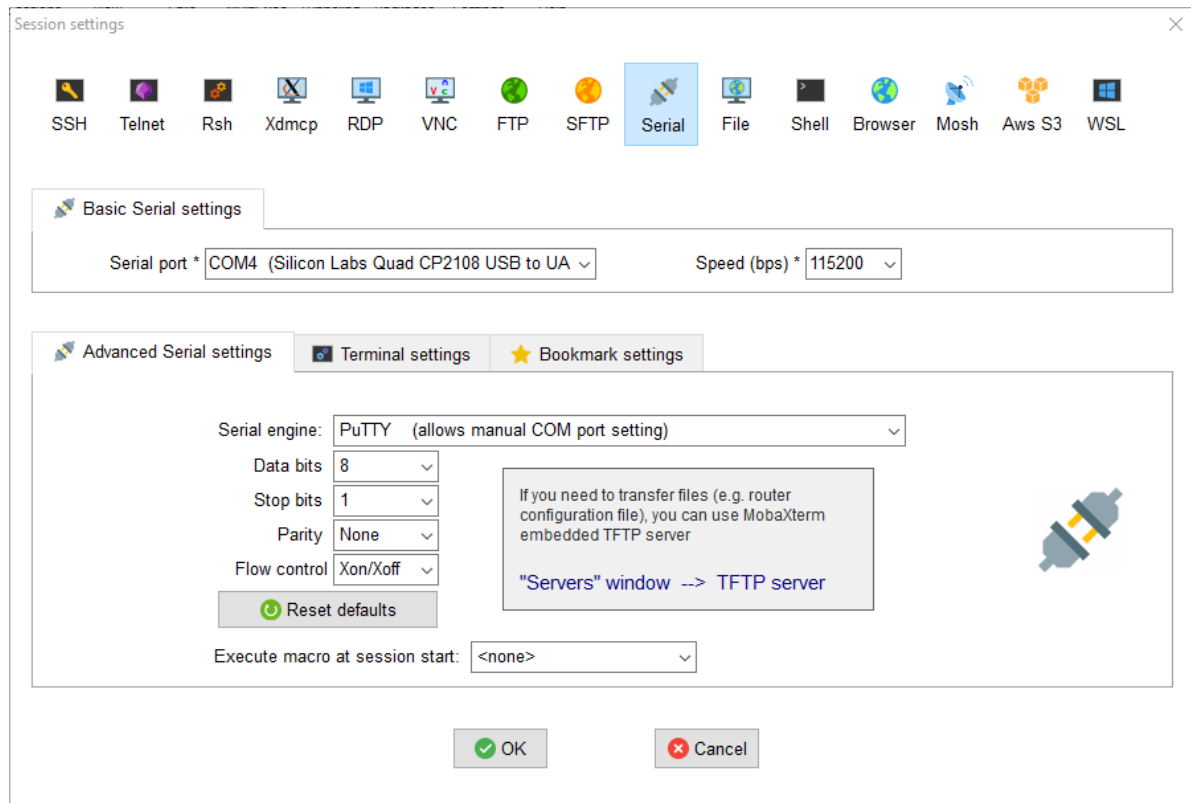 Session settings
SSH Telnet Rsh Xdmcp RDP VNC FTP SFTP Serial File Shell Browser Mosh Aws S3 WSL
Basic Serial settings
Serial port * COM4 (Silicon Labs Quad CP2108 USB to UA Speed (bps) * 115200
Advanced Serial settings Terminal settings Bookmark settings
Serial engine: PuTTY (allows manual COM port setting)
Data bits 8
Stop bits 1
Parity None
Flow control Xon/Xoff
Reset defaults
If you need to transfer files (e.g. router
configuration file), you can use MobaXterm
embedded TFTP server
"Servers" window --> TFTP server
Execute macro at session start: <none>
OK Cancel